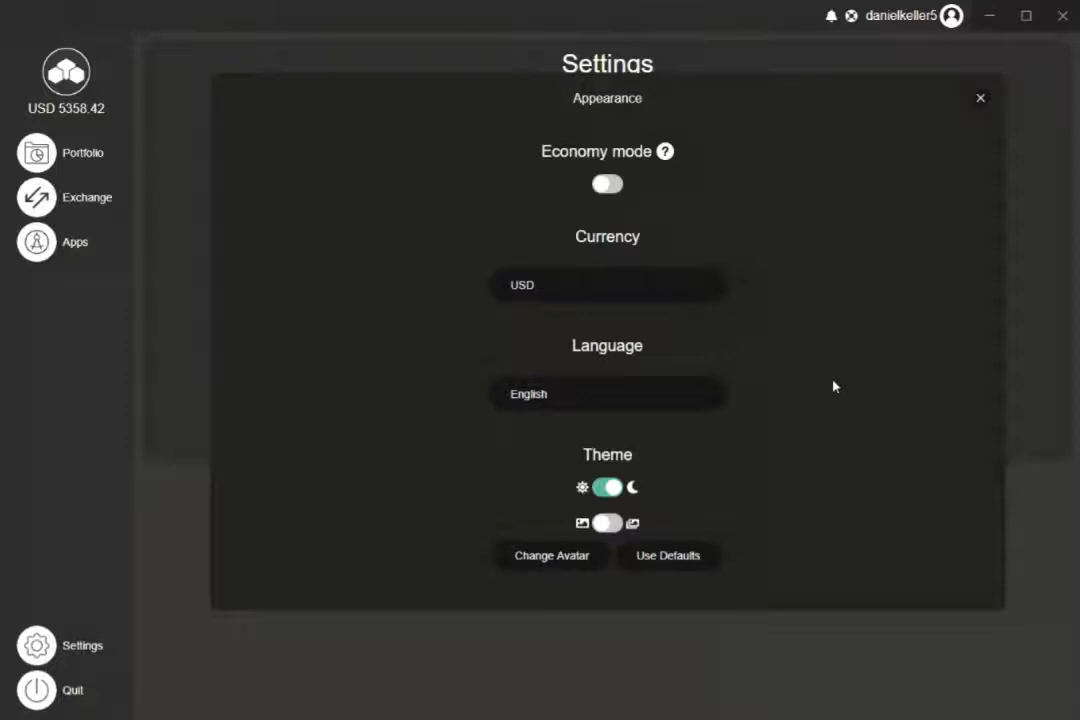 danielkeller5
USD 5358.42
Portfolio
Exchange
Apps
Settings
Quit
Settings
Appearance
Economy mode ?
Currency
USD
Language
English
Theme
Change Avatar
Use Defaults